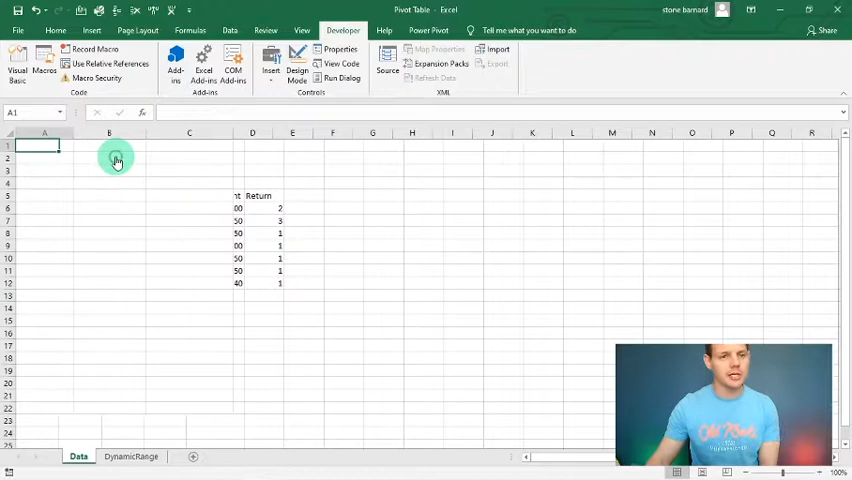 Pivot Table - Excel
stone barnard
File Home Insert Page Layout Formulas Data Review View Developer Help Power Pivot Tell me what you want to do Share
Visual Basic
Macros
Record Macro
Use Relative References
Macro Security
Code
Add-ins
Excel Add-ins
COM Add-ins
Add-ins
Insert
Design Mode
Properties
View Code
Run Dialog
Controls
Source
Map Properties
Expansion Packs
Refresh Data
Import
Export
XML
A1
A B C D E F G H I J K L M N O P Q R
1
2
3
4
5 nt Return
6 00 2
7 50 3
8 50 1
9 00 1
10 50 1
11 50 1
12 40 1
13
14
15
16
17
18
19
20
21
22
23
24
25
Data DynamicRange
100%